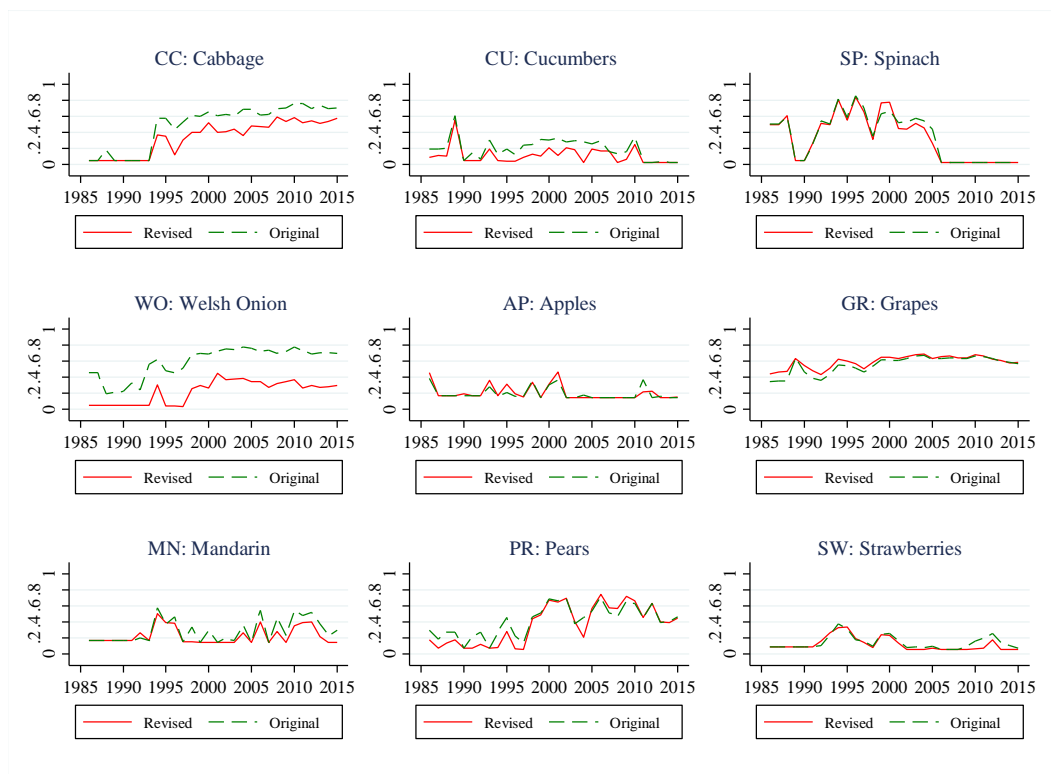 CC: Cabbage
0 .2 .4 .6 .8 1
1985 1990 1995 2000 2005 2010 2015
Revised Original
CU: Cucumbers
0 .2 .4 .6 .8 1
1985 1990 1995 2000 2005 2010 2015
Revised Original
SP: Spinach
0 .2 .4 .6 .8 1
1985 1990 1995 2000 2005 2010 2015
Revised Original
WO: Welsh Onion
0 .2 .4 .6 .8 1
1985 1990 1995 2000 2005 2010 2015
Revised Original
AP: Apples
0 .2 .4 .6 .8 1
1985 1990 1995 2000 2005 2010 2015
Revised Original
GR: Grapes
0 .2 .4 .6 .8 1
1985 1990 1995 2000 2005 2010 2015
Revised Original
MN: Mandarin
0 .2 .4 .6 .8 1
1985 1990 1995 2000 2005 2010 2015
Revised Original
PR: Pears
0 .2 .4 .6 .8 1
1985 1990 1995 2000 2005 2010 2015
Revised Original
SW: Strawberries
0 .2 .4 .6 .8 1
1985 1990 1995 2000 2005 2010 2015
Revised Original